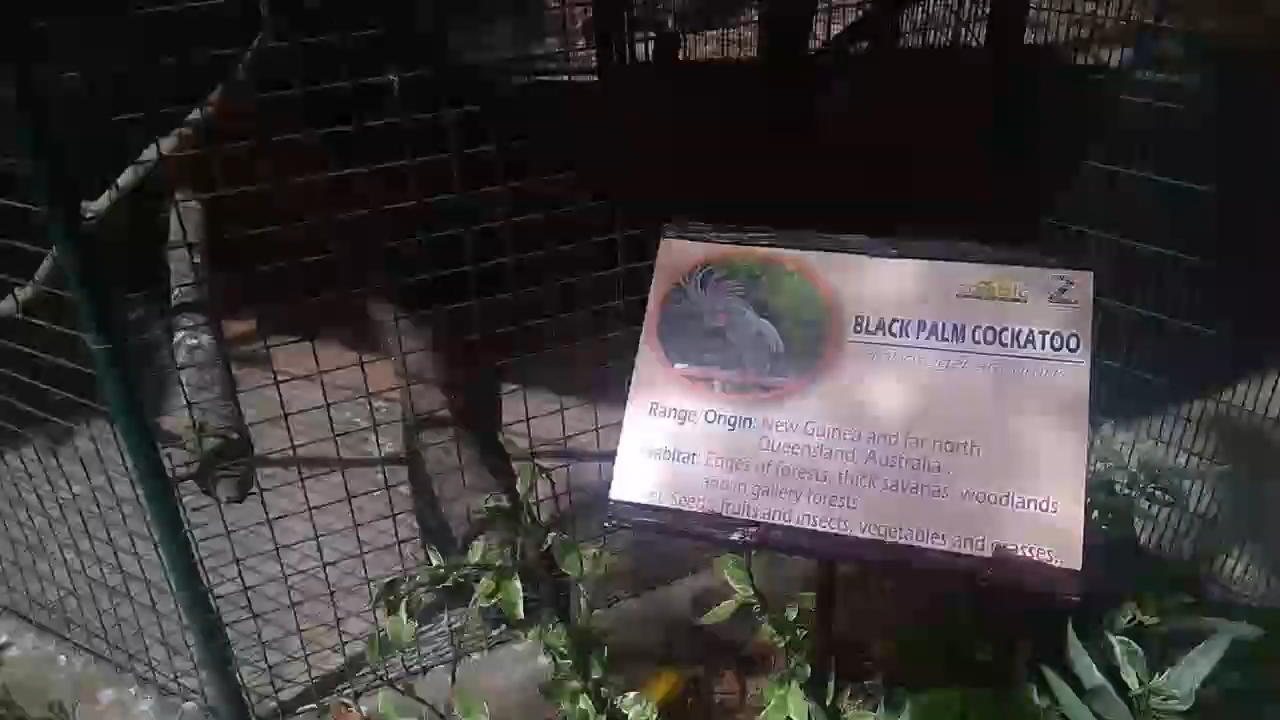 BLACK PALM COCKATOO
Range/Origin: New Guinea and far north
Queensland, Australia .
Habitat: Edges of forests, thick savanas, woodlands
and in gallery forests
Seeds, fruits and insects, vegetables and grasses,